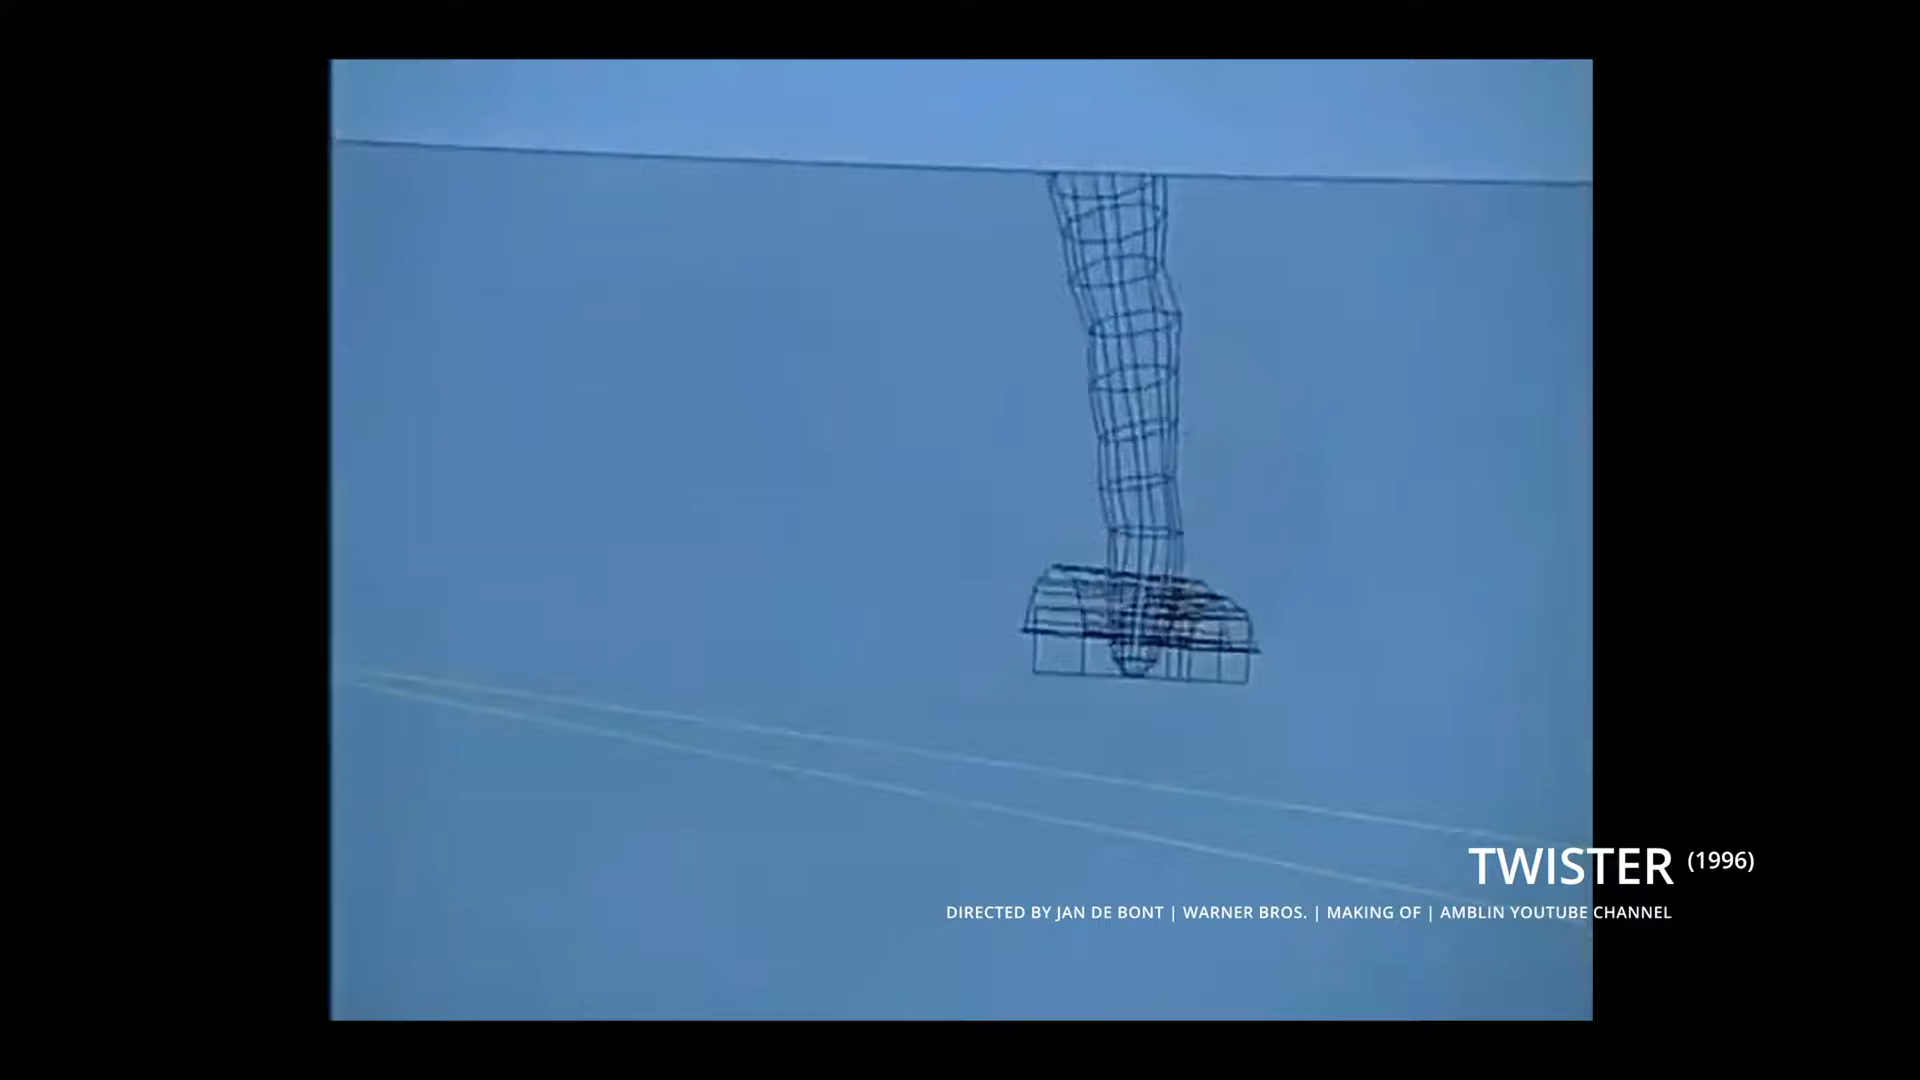 TWISTER (1996)
DIRECTED BY JAN DE BONT | WARNER BROS. | MAKING OF | AMBLIN YOUTUBE CHANNEL